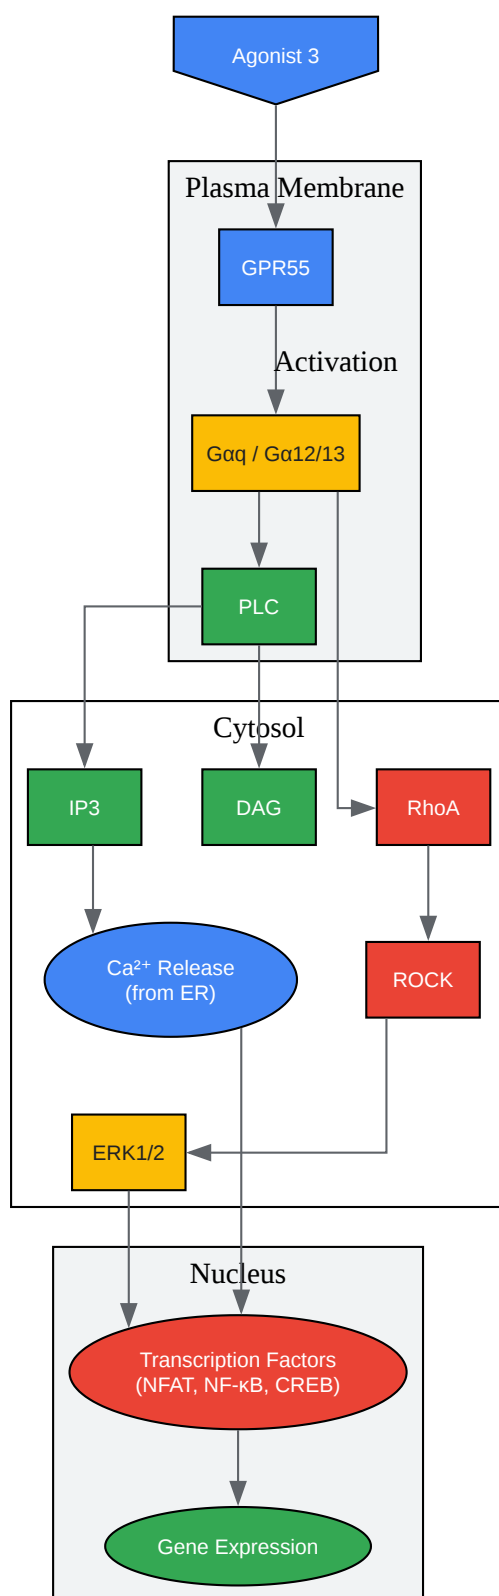 Agonist 3
Plasma Membrane
GPR55
Activation
Gαq / Gα12/13
PLC
Cytosol
IP3
DAG
RhoA
Ca²⁺ Release
(from ER)
ROCK
ERK1/2
Nucleus
Transcription Factors
(NFAT, NF-κB, CREB)
Gene Expression